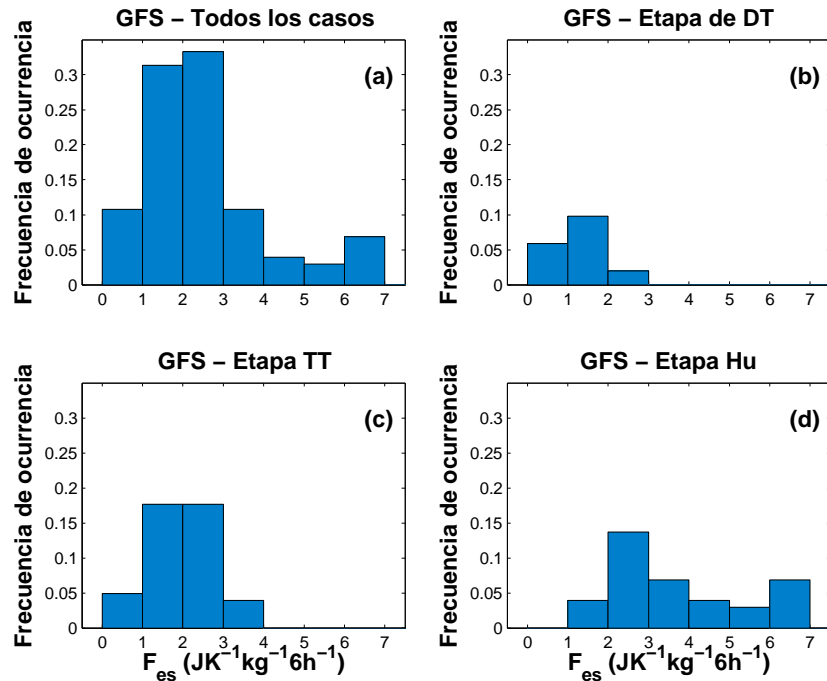 GFS – Todos los casos
Frecuencia de ocurrencia
0.3
0.25
0.2
0.15
0.1
0.05
0
(a)
0 1 2 3 4 5 6 7
GFS – Etapa de DT
Frecuencia de ocurrencia
0.3
0.25
0.2
0.15
0.1
0.05
0
(b)
0 1 2 3 4 5 6 7
GFS – Etapa TT
Frecuencia de ocurrencia
0.3
0.25
0.2
0.15
0.1
0.05
0
(c)
0 1 2 3 4 5 6 7
F_es (JK⁻¹kg⁻¹6h⁻¹)
GFS – Etapa Hu
Frecuencia de ocurrencia
0.3
0.25
0.2
0.15
0.1
0.05
0
(d)
0 1 2 3 4 5 6 7
F_es (JK⁻¹kg⁻¹6h⁻¹)